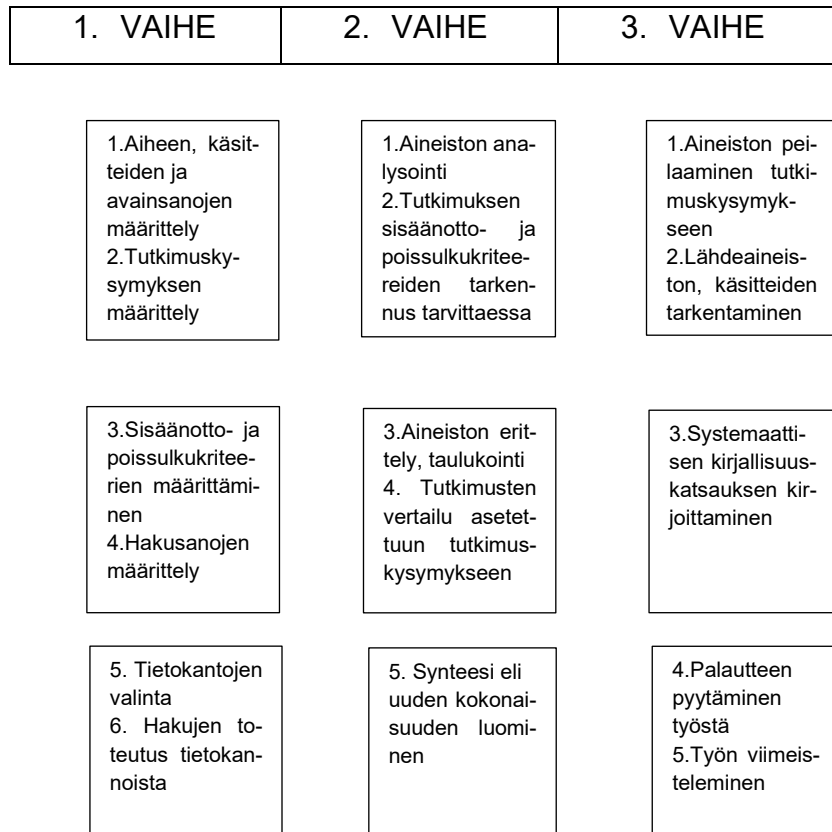 1. VAIHE
2. VAIHE
3. VAIHE
1.Aiheen, käsit-
teiden ja
avainsanojen
määrittely
2.Tutkimusky-
symyksen
määrittely
1.Aineiston ana-
lysointi
2.Tutkimuksen
sisäänotto- ja
poissulkukritee-
reiden tarken-
nus tarvittaessa
1.Aineiston pei-
laaminen tutki-
muskysymyk-
seen
2.Lähdeaineis-
ton, käsitteiden
tarkentaminen
3.Sisäänotto- ja
poissulkukritee-
rien määrittämi-
nen
4.Hakusanojen
määrittely
3.Aineiston erit-
tely, taulukointi
4. Tutkimusten
vertailu asetet-
tuun tutkimus-
kysymykseen
3.Systemaatti-
sen kirjallisuus-
katsauksen kir-
joittaminen
5. Tietokantojen
valinta
6. Hakujen to-
teutus tietokan-
noista
5. Synteesi eli
uuden kokonai-
suuden luomi-
nen
4.Palautteen
pyytäminen
työstä
5.Työn viimeis-
teleminen